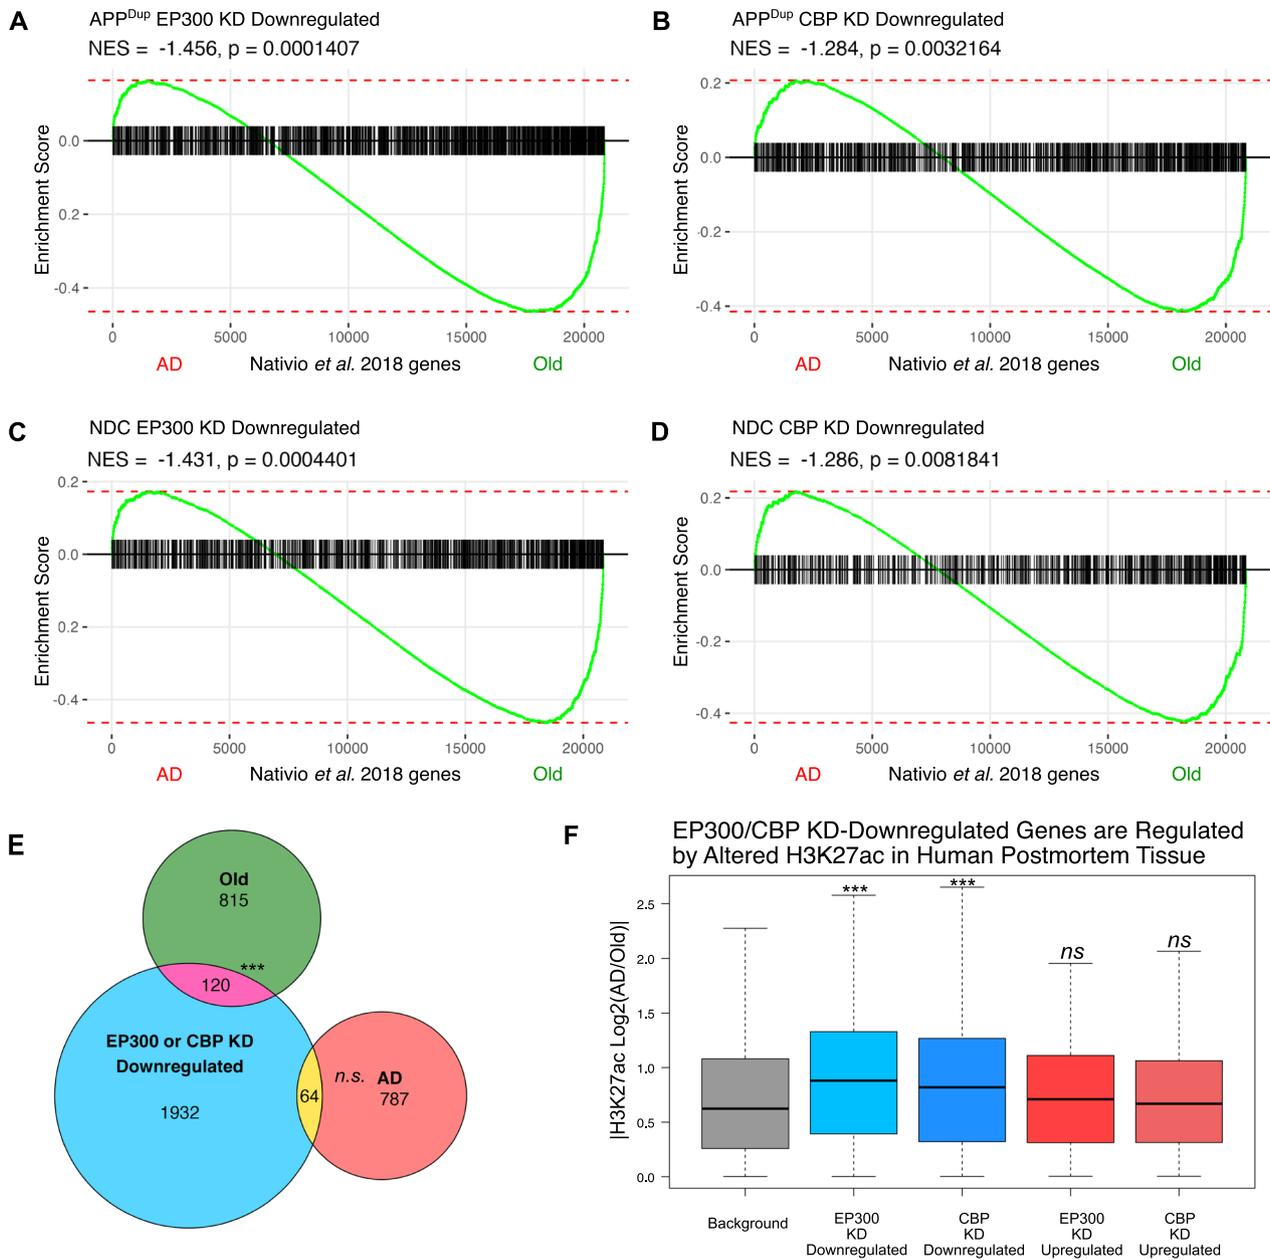 A
APP^Dup EP300 KD Downregulated
NES = -1.456, p = 0.0001407
Enrichment Score
0.0
0.2
-0.4
0
5000
10000
15000
20000
AD
Nativio et al. 2018 genes
Old
B
APP^Dup CBP KD Downregulated
NES = -1.284, p = 0.0032164
Enrichment Score
0.2
0.0
-0.2
-0.4
0
5000
10000
15000
20000
AD
Nativio et al. 2018 genes
Old
C
NDC EP300 KD Downregulated
NES = -1.431, p = 0.0004401
Enrichment Score
0.2
0.0
0.2
-0.4
0
5000
10000
15000
20000
AD
Nativio et al. 2018 genes
Old
D
NDC CBP KD Downregulated
NES = -1.286, p = 0.0081841
Enrichment Score
0.2
0.0
-0.2
-0.4
0
5000
10000
15000
20000
AD
Nativio et al. 2018 genes
Old
E
Old
815
***
120
EP300 or CBP KD
Downregulated
1932
64
n.s.
AD
787
F
EP300/CBP KD-Downregulated Genes are Regulated
by Altered H3K27ac in Human Postmortem Tissue
|H3K27ac Log2(AD/Old)|
2.5
2.0
1.5
1.0
0.5
0.0
***
***
ns
ns
Background
EP300
KD
Downregulated
CBP
KD
Downregulated
EP300
KD
Upregulated
CBP
KD
Upregulated